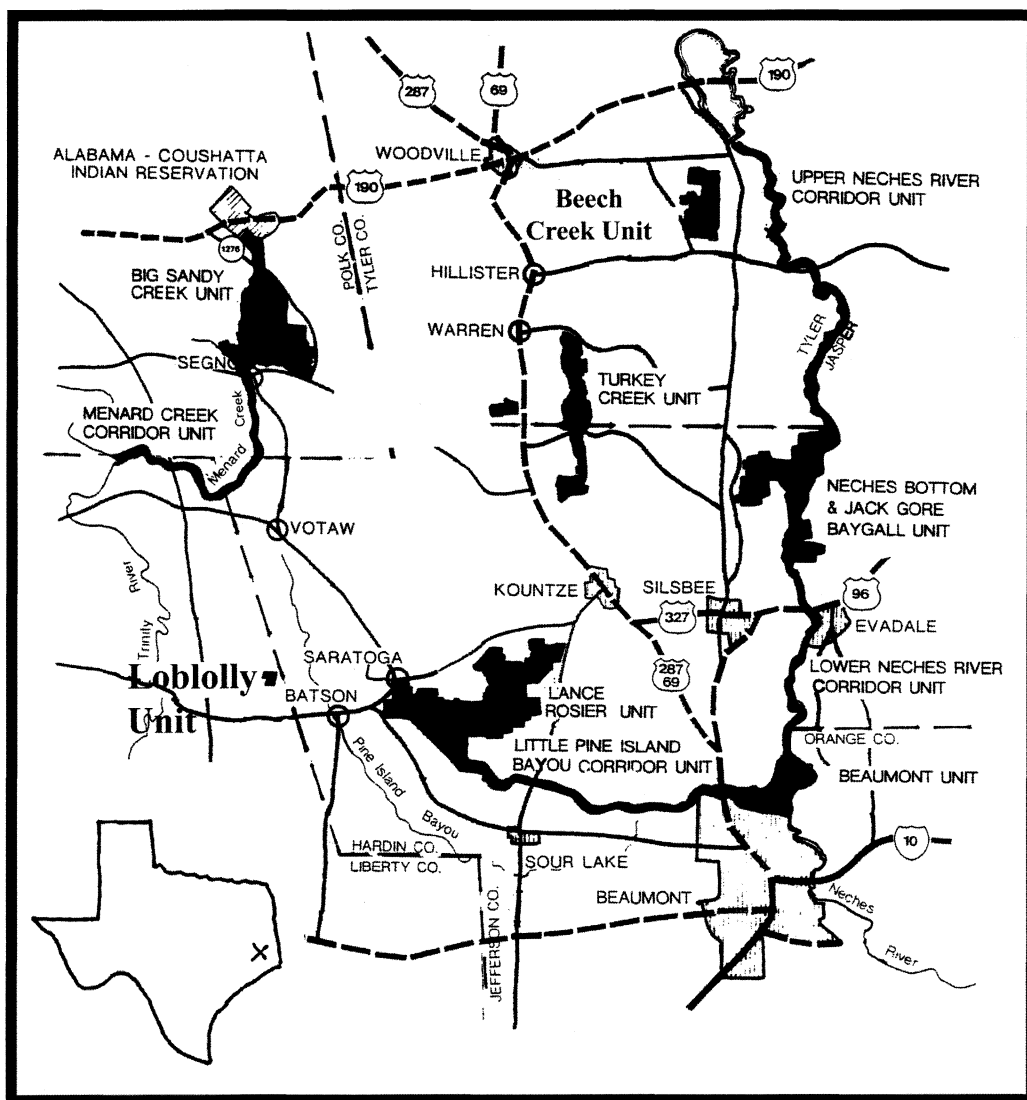 287
69
190
WOODVILLE
ALABAMA - COUSHATTA
INDIAN RESERVATION
190
UPPER NECHES RIVER
CORRIDOR UNIT
Beech
Creek Unit
1276
POLK CO.
TYLER CO.
BIG SANDY
CREEK UNIT
HILLISTER
WARREN
TYLER
JASPER
SEGNO
TURKEY
CREEK UNIT
MENARD CREEK
CORRIDOR UNIT
Menard Creek
NECHES BOTTOM
& JACK GORE
BAYGALL UNIT
VOTAW
KOUNTZE
SILSBEE
96
327
EVADALE
Trinity River
SARATOGA
287
69
LOWER NECHES RIVER
CORRIDOR UNIT
Loblolly
Unit
BATSON
LANCE
ROSIER UNIT
ORANGE CO.
LITTLE PINE ISLAND
BAYOU CORRIDOR UNIT
BEAUMONT UNIT
Pine Island Bayou
HARDIN CO.
LIBERTY CO.
SOUR LAKE
10
JEFFERSON CO.
BEAUMONT
Neches River
X